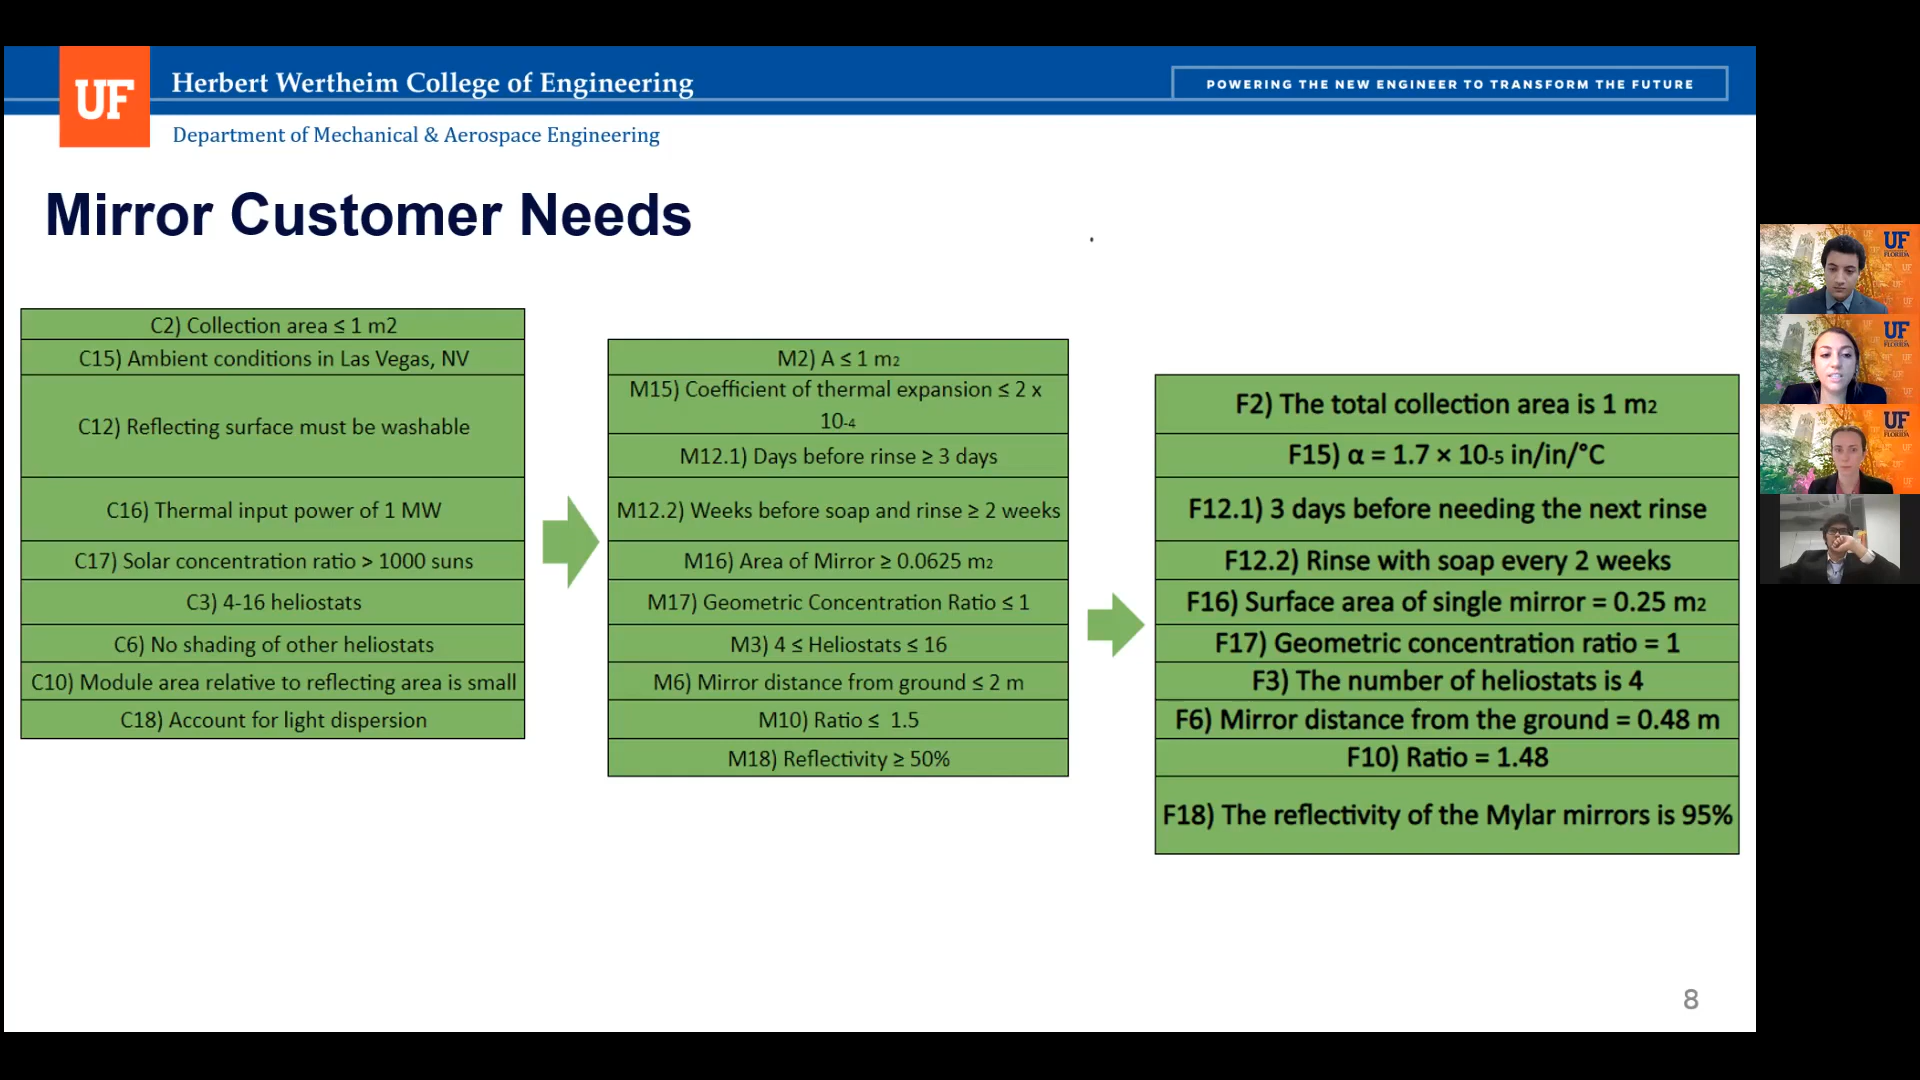 UF
Herbert Wertheim College of Engineering
POWERING THE NEW ENGINEER TO TRANSFORM THE FUTURE
Department of Mechanical & Aerospace Engineering
Mirror Customer Needs
C2) Collection area ≤ 1 m2
C15) Ambient conditions in Las Vegas, NV
C12) Reflecting surface must be washable
C16) Thermal input power of 1 MW
C17) Solar concentration ratio > 1000 suns
C3) 4-16 heliostats
C6) No shading of other heliostats
C10) Module area relative to reflecting area is small
C18) Account for light dispersion
M2) A ≤ 1 m2
M15) Coefficient of thermal expansion ≤ 2 x
10-4
M12.1) Days before rinse ≥ 3 days
M12.2) Weeks before soap and rinse ≥ 2 weeks
M16) Area of Mirror ≥ 0.0625 m2
M17) Geometric Concentration Ratio ≤ 1
M3) 4 ≤ Heliostats ≤ 16
M6) Mirror distance from ground ≤ 2 m
M10) Ratio ≤ 1.5
M18) Reflectivity ≥ 50%
F2) The total collection area is 1 m2
F15) α = 1.7 × 10-5 in/in/°C
F12.1) 3 days before needing the next rinse
F12.2) Rinse with soap every 2 weeks
F16) Surface area of single mirror = 0.25 m2
F17) Geometric concentration ratio = 1
F3) The number of heliostats is 4
F6) Mirror distance from the ground = 0.48 m
F10) Ratio = 1.48
F18) The reflectivity of the Mylar mirrors is 95%
8
UF
FLORIDA
UF
FLORIDA
UF
FLORIDA